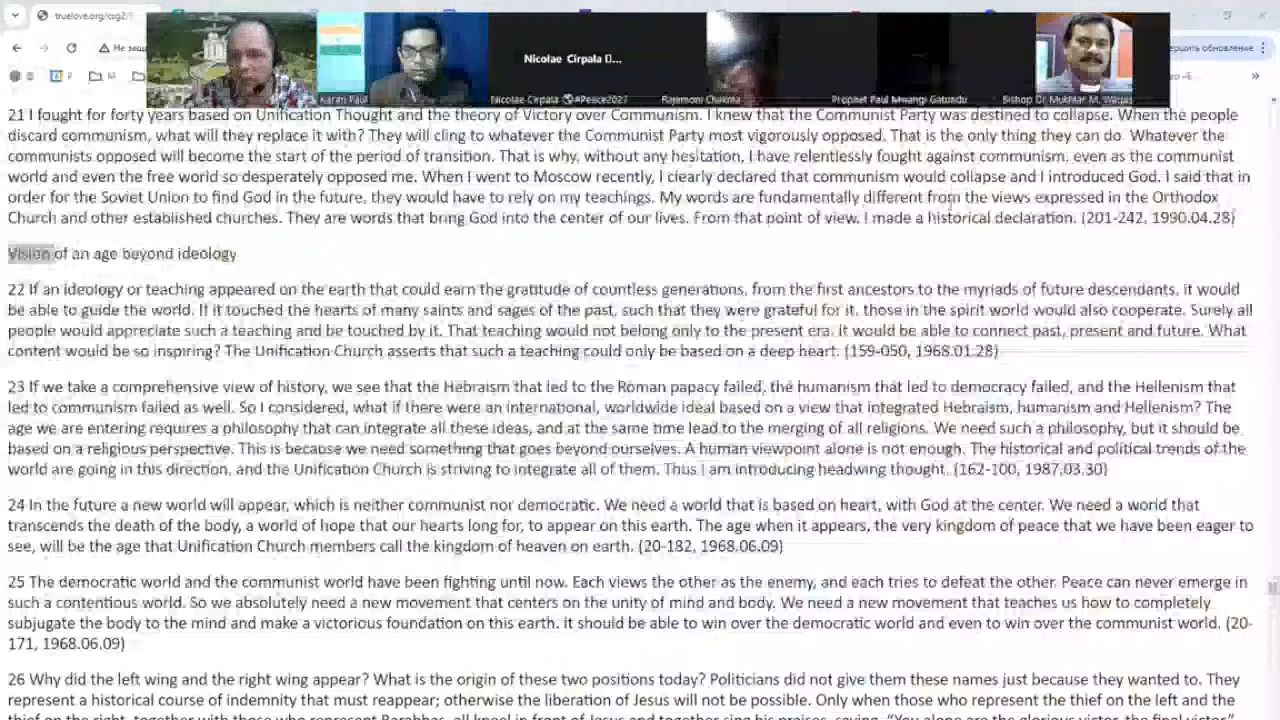 truelove.org/csg2/
Не защ
ершить обновление
Nicolae Cirpala
Karan Paul
Nicolae Cirpala #Peace2027
Rajamoni Chakma
Prophet Paul Mwangi Gatundu
Bishop Dr. Mukhtar M.
21 I fought for forty years based on Unification Thought and the theory of Victory over Communism. I knew that the Communist Party was destined to collapse. When the people
discard communism, what will they replace it with? They will cling to whatever the Communist Party most vigorously opposed. That is the only thing they can do. Whatever the
communists opposed will become the start of the period of transition. That is why, without any hesitation, I have relentlessly fought against communism, even as the communist
world and even the free world so desperately opposed me. When I went to Moscow recently, I clearly declared that communism would collapse and I introduced God. I said that in
order for the Soviet Union to find God in the future, they would have to rely on my teachings. My words are fundamentally different from the views expressed in the Orthodox
Church and other established churches. They are words that bring God into the center of our lives. From that point of view, I made a historical declaration. (201-242, 1990.04.28)
Vision of an age beyond ideology
22 If an ideology or teaching appeared on the earth that could earn the gratitude of countless generations, from the first ancestors to the myriads of future descendants, it would
be able to guide the world. If it touched the hearts of many saints and sages of the past, such that they were grateful for it, those in the spirit world would also cooperate. Surely all
people would appreciate such a teaching and be touched by it. That teaching would not belong only to the present era. It would be able to connect past, present and future. What
content would be so inspiring? The Unification Church asserts that such a teaching could only be based on a deep heart. (159-050, 1968.01.28)
23 If we take a comprehensive view of history, we see that the Hebraism that led to the Roman papacy failed, the humanism that led to democracy failed, and the Hellenism that
led to communism failed as well. So I considered, what if there were an international, worldwide ideal based on a view that integrated Hebraism, humanism and Hellenism? The
age we are entering requires a philosophy that can integrate all these ideas, and at the same time lead to the merging of all religions. We need such a philosophy, but it should be
based on a religious perspective. This is because we need something that goes beyond ourselves. A human viewpoint alone is not enough. The historical and political trends of the
world are going in this direction, and the Unification Church is striving to integrate all of them. Thus I am introducing headwing thought. (162-100, 1987.03.30)
24 In the future a new world will appear, which is neither communist nor democratic. We need a world that is based on heart, with God at the center. We need a world that
transcends the death of the body, a world of hope that our hearts long for, to appear on this earth. The age when it appears, the very kingdom of peace that we have been eager to
see, will be the age that Unification Church members call the kingdom of heaven on earth. (20-182, 1968.06.09)
25 The democratic world and the communist world have been fighting until now. Each views the other as the enemy, and each tries to defeat the other. Peace can never emerge in
such a contentious world. So we absolutely need a new movement that centers on the unity of mind and body. We need a new movement that teaches us how to completely
subjugate the body to the mind and make a victorious foundation on this earth. It should be able to win over the democratic world and even to win over the communist world. (20-
171, 1968.06.09)
26 Why did the left wing and the right wing appear? What is the origin of these two positions today? Politicians did not give them these names just because they wanted to. They
represent a historical course of indemnity that must reappear; otherwise the liberation of Jesus will not be possible. Only when those who represent the thief on the left and the
thief on the right, together with those who represent Barabbas, all kneel in front of Jesus and together sing his praises, saying, "You alone are the glorious victor, the final victor"